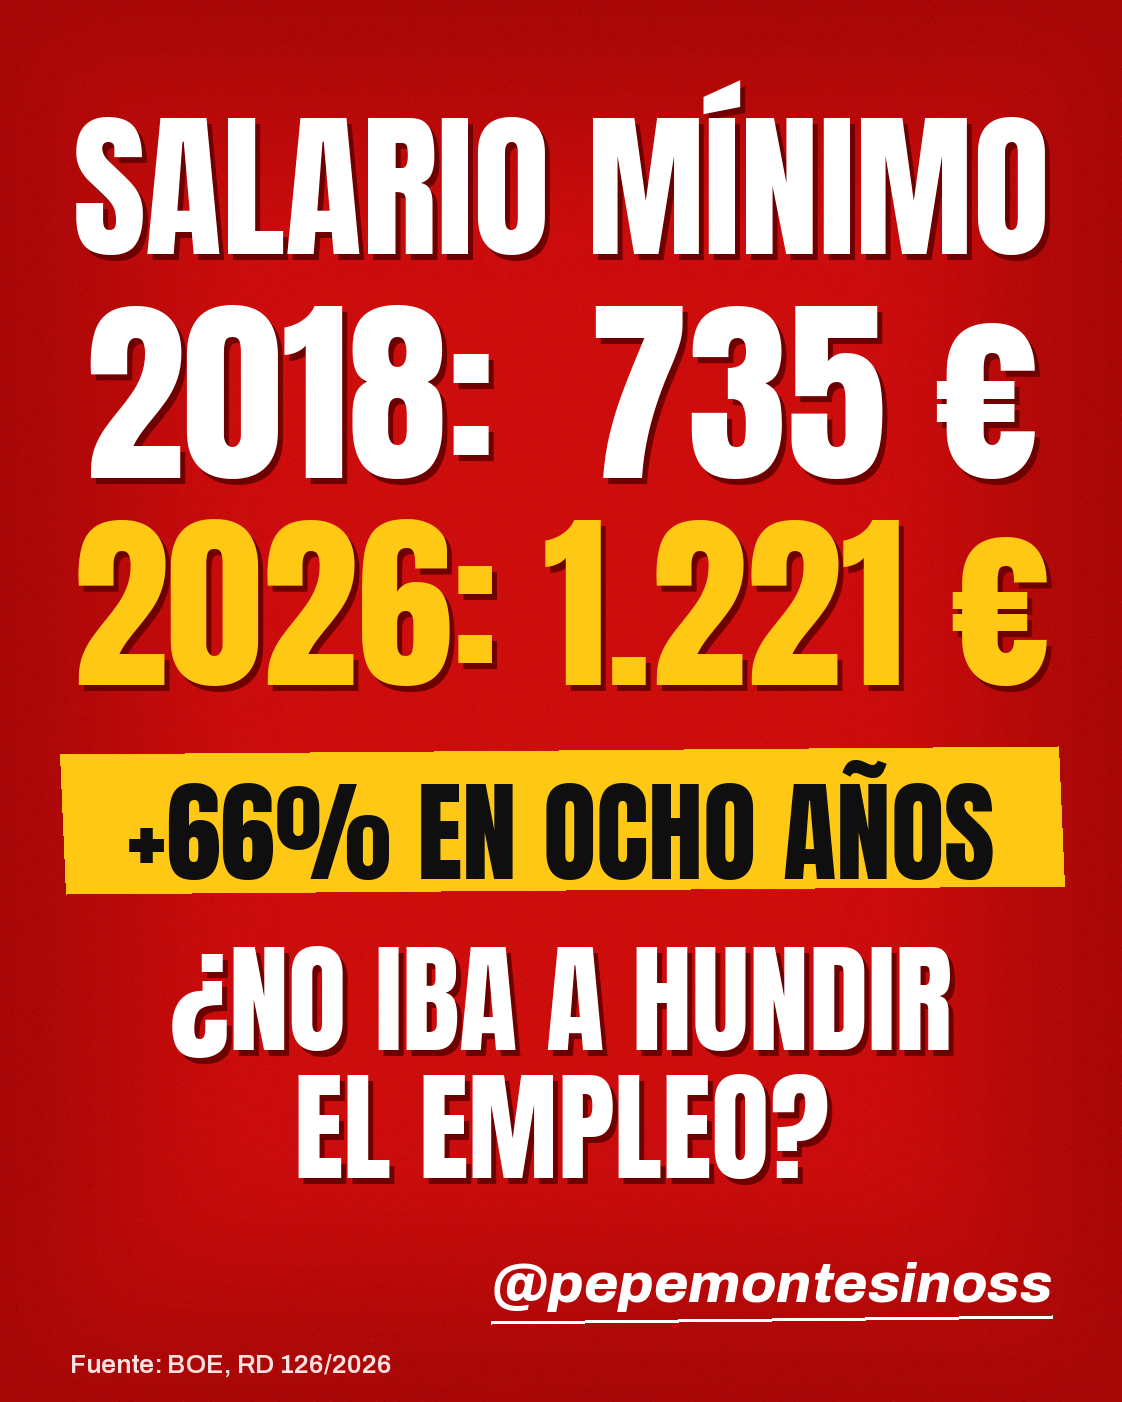 SALARIO MÍNIMO
2018: 735 €
2026: 1.221 €
+66% EN OCHO AÑOS
¿NO IBA A HUNDIR
EL EMPLEO?
@pepemontesinoss
Fuente: BOE, RD 126/2026